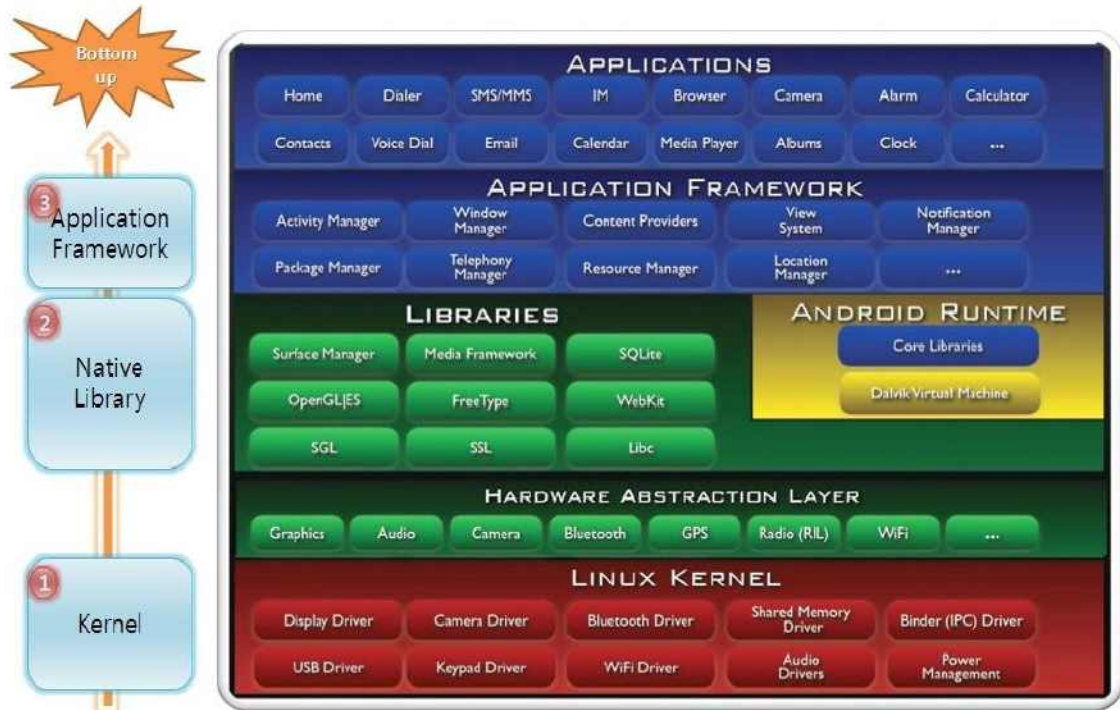 Bottom
up
3
Application
Framework
2
Native
Library
1
Kernel
APPLICATIONS
Home Dialer SMS/MMS IM Browser Camera Alarm Calculator
Contacts Voice Dial Email Calendar Media Player Albums Clock ...
APPLICATION FRAMEWORK
Activity Manager Window Manager Content Providers View System Notification Manager
Package Manager Telephony Manager Resource Manager Location Manager ...
LIBRARIES
Surface Manager Media Framework SQLite
OpenGL|ES FreeType WebKit
SGL SSL Libc
ANDROID RUNTIME
Core Libraries
Dalvik Virtual Machine
HARDWARE ABSTRACTION LAYER
Graphics Audio Camera Bluetooth GPS Radio (RIL) WiFi ...
LINUX KERNEL
Display Driver Camera Driver Bluetooth Driver Shared Memory Driver Binder (IPC) Driver
USB Driver Keypad Driver WiFi Driver Audio Drivers Power Management